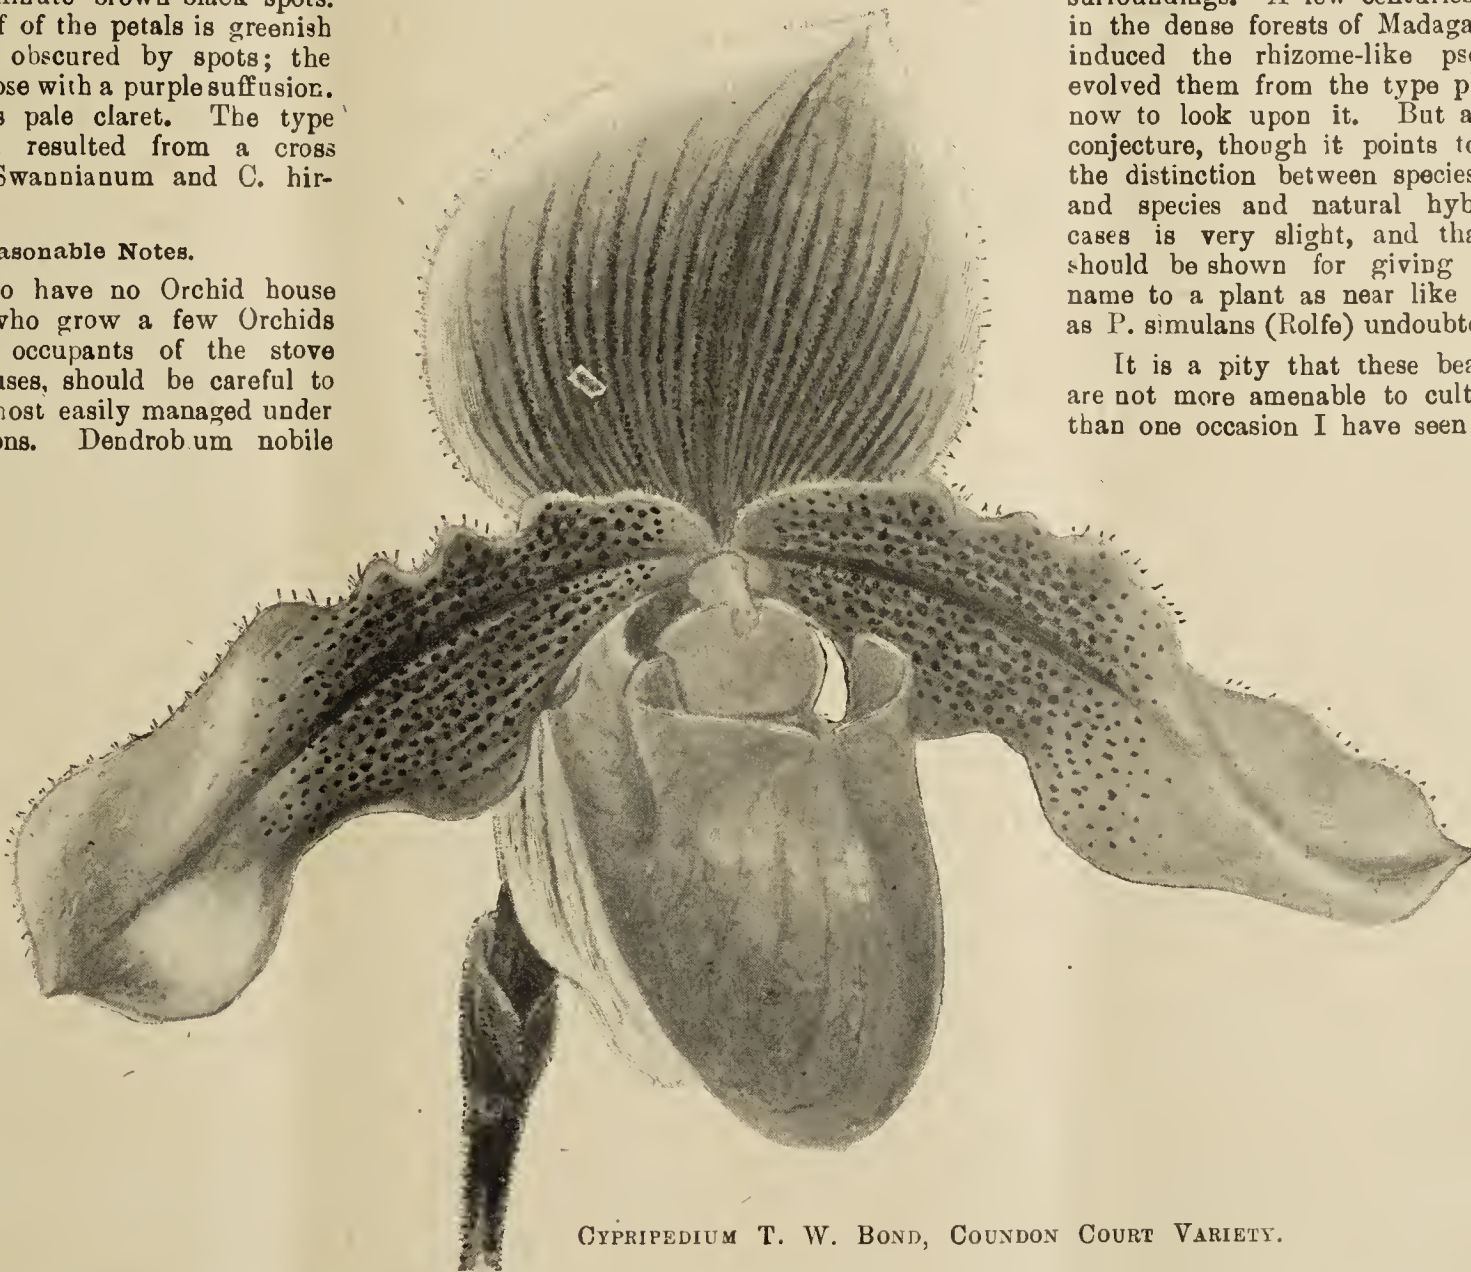 of the petals is greenish
obscured by spots; the
with a purple suffusion.
pale claret. The type
resulted from a cross
Swannianum and C. hir-
asonable Notes.
o have no Orchid house
who grow a few Orchids
occupants of the stove
uses, should be careful to
most easily managed under
ons. Dendrob um nobile
in the dense forests of Madaga
induced the rhizome-like pse
evolved them from the type p
now to look upon it. But a
conjecture, though it points to
the distinction between species
and species and natural hyb
cases is very slight, and tha
should be shown for giving
name to a plant as near like
as P. simulans (Rolfe) undoubte
It is a pity that these bea
are not more amenable to cult
than one occasion I have seen
Cypripedium T. W. Bond, Coundon Court Variety.